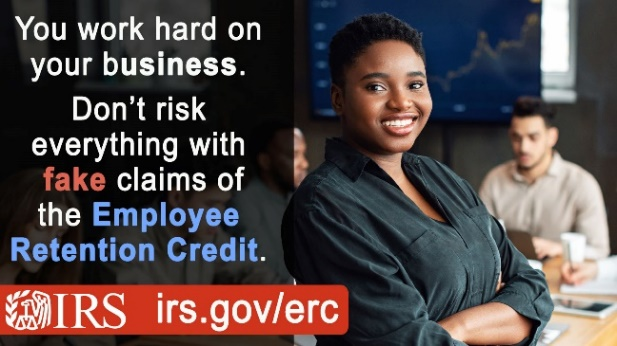 You work hard on
your business.
Don't risk
everything with
fake claims of
the Employee
Retention Credit.
IRS irs.gov/erc